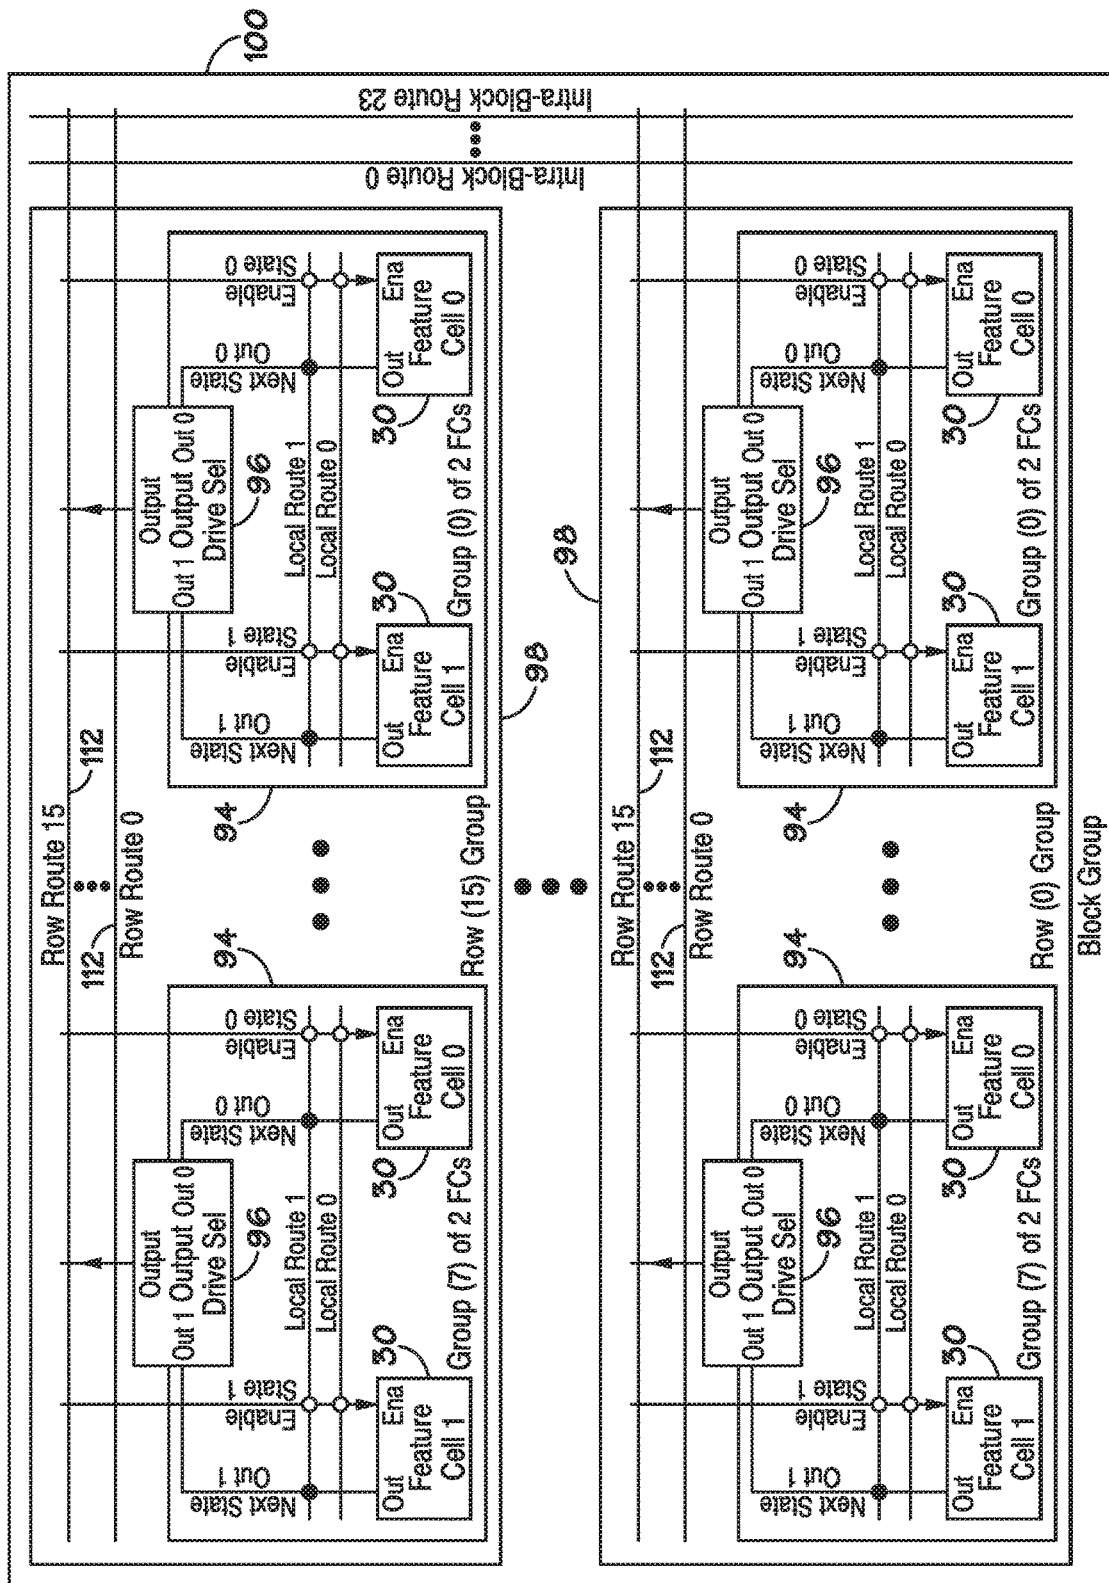 100
Row Route 15
112
Row Route 0
112
Intra-Block Route 0
Intra-Block Route 23
Output
Out 1 Output Out 0
Drive Sel
96
Next State
Out 1
Enable
State 1
Next State
Out 0
Enable
State 0
Local Route 1
Local Route 0
Out
Ena
Feature
Cell 1
30
Out
Ena
Feature
Cell 0
30
Group (7) of 2 FCs
94
Output
Out 1 Output Out 0
Drive Sel
96
Next State
Out 1
Enable
State 1
Next State
Out 0
Enable
State 0
Local Route 1
Local Route 0
Out
Ena
Feature
Cell 1
30
Out
Ena
Feature
Cell 0
30
Group (0) of 2 FCs
94
Row (15) Group
98
98
Row Route 15
112
Row Route 0
112
Output
Out 1 Output Out 0
Drive Sel
96
Next State
Out 1
Enable
State 1
Next State
Out 0
Enable
State 0
Local Route 1
Local Route 0
Out
Ena
Feature
Cell 1
30
Out
Ena
Feature
Cell 0
30
Group (7) of 2 FCs
94
Output
Out 1 Output Out 0
Drive Sel
96
Next State
Out 1
Enable
State 1
Next State
Out 0
Enable
State 0
Local Route 1
Local Route 0
Out
Ena
Feature
Cell 1
30
Out
Ena
Feature
Cell 0
30
Group (0) of 2 FCs
94
Row (0) Group
Block Group